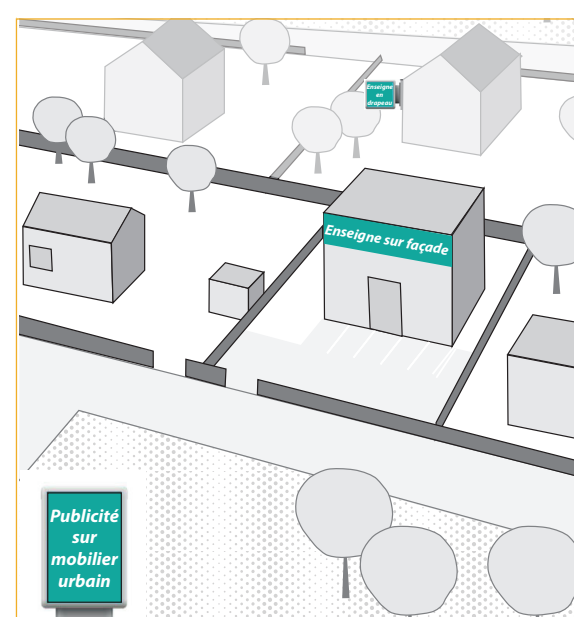 Enseigne
en
drapeau
Enseigne sur façade
Publicité
sur
mobilier
urbain